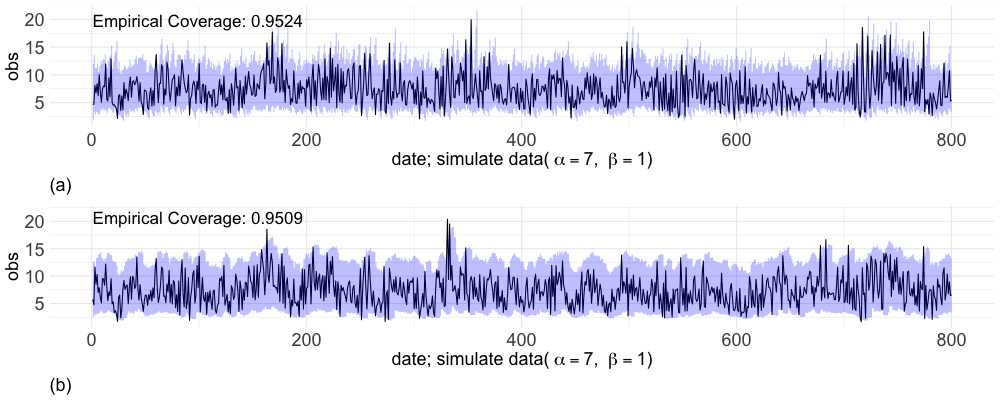 Empirical Coverage: 0.9524
20
15
10
5
obs
0 200 400 600 800
date; simulate data( α = 7, β = 1)
(a)
Empirical Coverage: 0.9509
20
15
10
5
obs
0 200 400 600 800
date; simulate data( α = 7, β = 1)
(b)